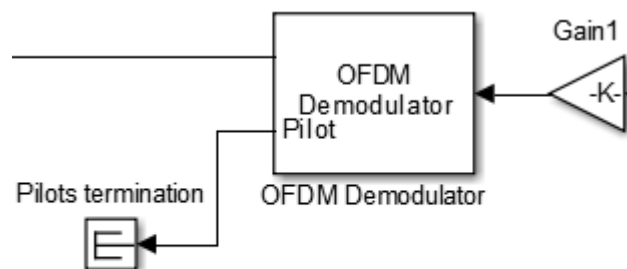 Gain1
OFDM
Demodulator
-K-
Pilot
Pilots termination
OFDM Demodulator